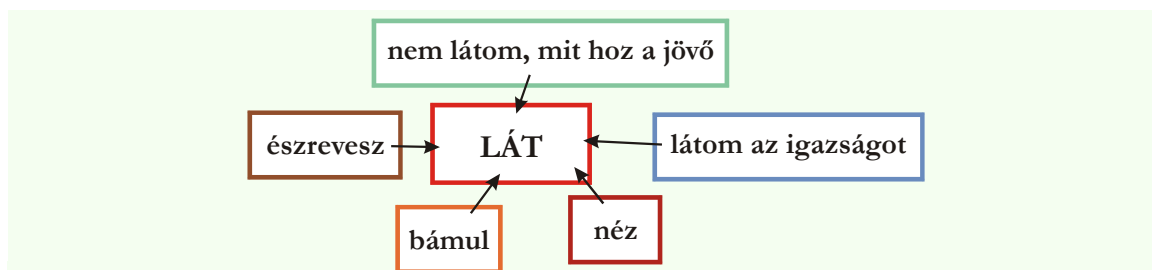 nem látom, mit hoz a jövő
észrevesz
LÁT
látom az igazságot
bámul
néz